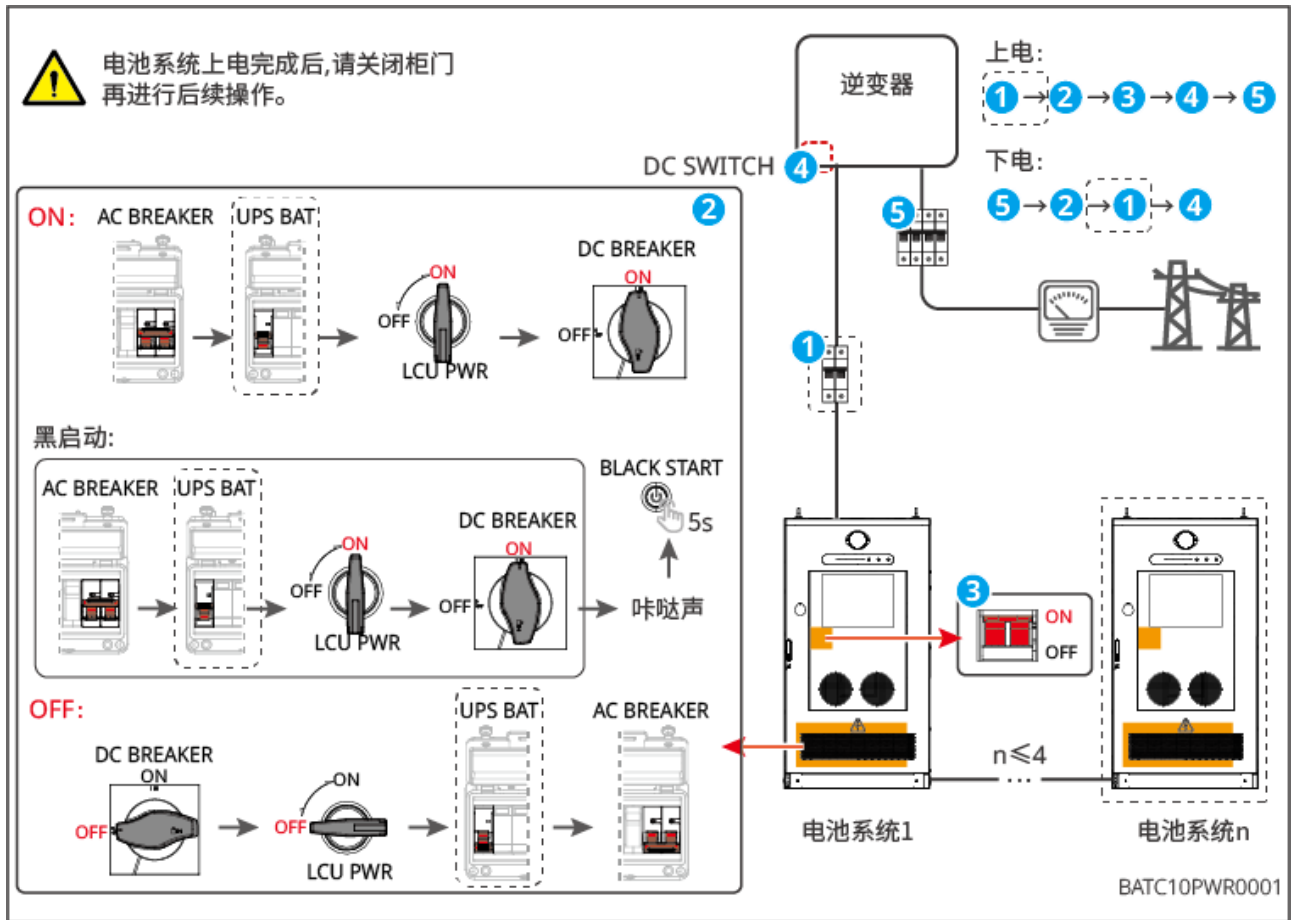 电池系统上电完成后,请关闭柜门
再进行后续操作。
逆变器
上电:
1→2→3→4→5
下电:
5→2→1→4
DC SWITCH 4
5
1
2
ON: AC BREAKER UPS BAT
DC BREAKER
ON
OFF
LCU PWR
ON
OFF
黑启动:
AC BREAKER UPS BAT
BLACK START
5s
DC BREAKER
ON
OFF
LCU PWR
ON
OFF
咔哒声
OFF:
UPS BAT AC BREAKER
DC BREAKER
ON
OFF
ON
OFF
LCU PWR
3
ON
OFF
n≤4
...
电池系统1
电池系统n
BATC10PWR0001